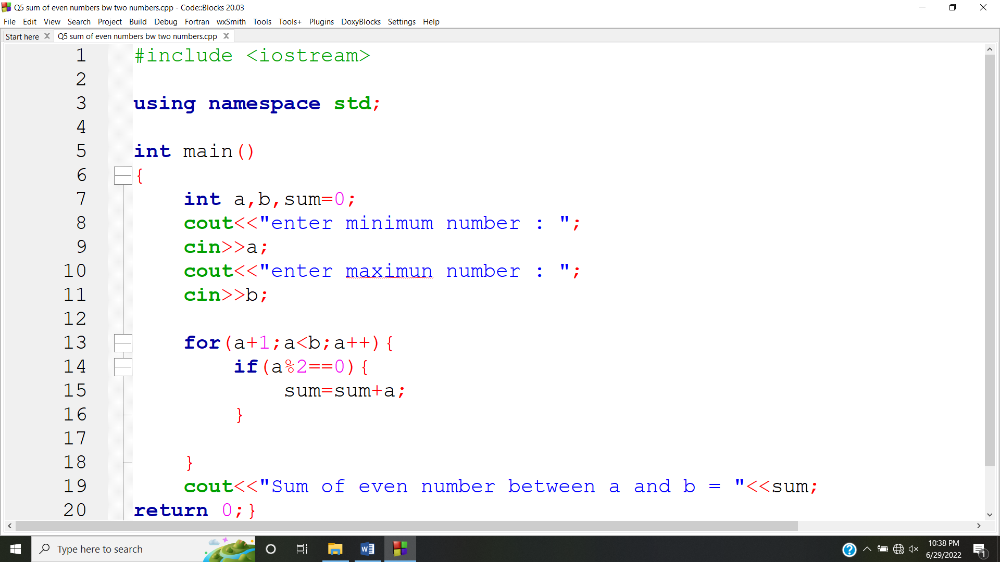 Q5 sum of even numbers bw two numbers.cpp - Code::Blocks 20.03
File Edit View Search Project Build Debug Fortran wxSmith Tools Tools+ Plugins DoxyBlocks Settings Help
Start here Q5 sum of even numbers bw two numbers.cpp
1 #include <iostream>
2
3 using namespace std;
4
5 int main()
6 {
7 int a,b,sum=0;
8 cout<<"enter minimum number : ";
9 cin>>a;
10 cout<<"enter maximun number : ";
11 cin>>b;
12
13 for(a+1;a<b;a++){
14 if(a%2==0){
15 sum=sum+a;
16 }
17
18 }
19 cout<<"Sum of even number between a and b = "<<sum;
20 return 0;}
Type here to search
10:38 PM
6/29/2022
1